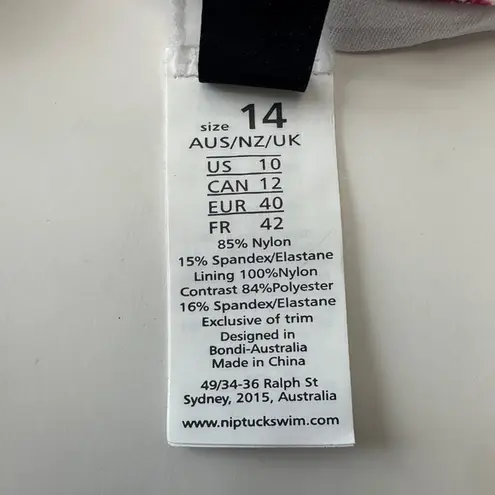 size 14
AUS/NZ/UK
US 10
CAN 12
EUR 40
FR 42
85% Nylon
15% Spandex/Elastane
Lining 100%Nylon
Contrast 84%Polyester
16% Spandex/Elastane
Exclusive of trim
Designed in
Bondi-Australia
Made in China
49/34-36 Ralph St
Sydney, 2015, Australia
www.niptuckswim.com